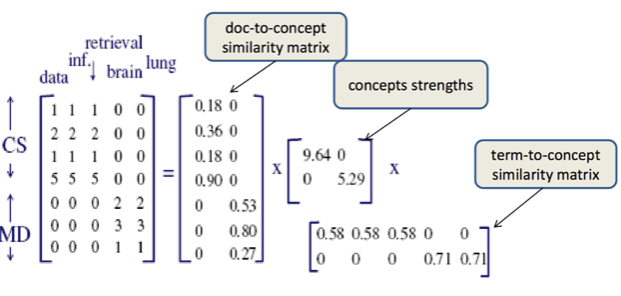 doc-to-concept
similarity matrix
retrieval
inf.
lung
data
brain
concepts strengths
term-to-concept
similarity matrix
CS
MD
1 1 1 0 0
2 2 2 0 0
1 1 1 0 0
5 5 5 0 0
0 0 0 2 2
0 0 0 3 3
0 0 0 1 1
=
0.18 0
0.36 0
0.18 0
0.90 0
0 0.53
0 0.80
0 0.27
x
9.64 0
0 5.29
x
0.58 0.58 0.58 0 0
0 0 0 0.71 0.71